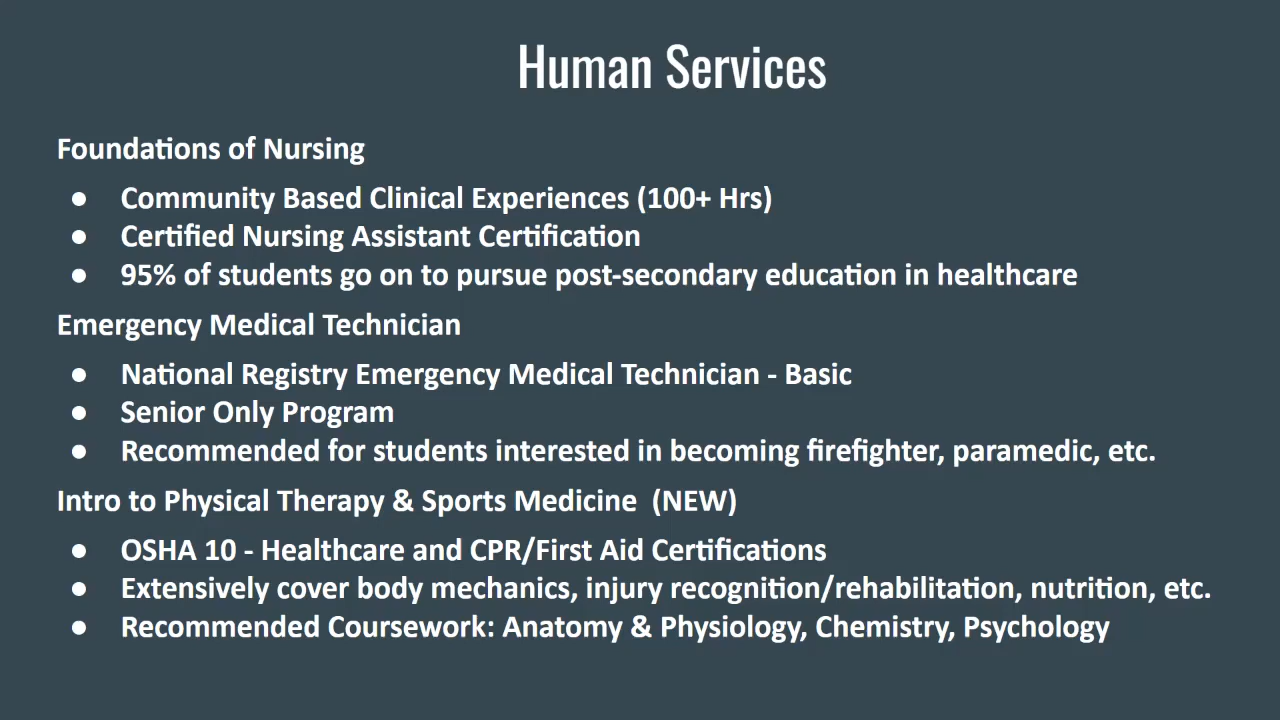 Human Services
Foundations of Nursing
● Community Based Clinical Experiences (100+ Hrs)
● Certified Nursing Assistant Certification
● 95% of students go on to pursue post-secondary education in healthcare
Emergency Medical Technician
● National Registry Emergency Medical Technician - Basic
● Senior Only Program
● Recommended for students interested in becoming firefighter, paramedic, etc.
Intro to Physical Therapy & Sports Medicine (NEW)
● OSHA 10 - Healthcare and CPR/First Aid Certifications
● Extensively cover body mechanics, injury recognition/rehabilitation, nutrition, etc.
● Recommended Coursework: Anatomy & Physiology, Chemistry, Psychology